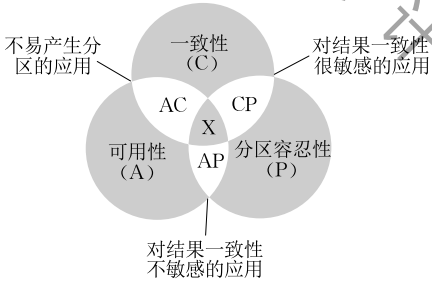 不易产生分
区的应用
一致性
（C）
对结果一致性
很敏感的应用
AC
CP
X
可用性
（A）
AP
分区容忍性
（P）
对结果一致性
不敏感的应用